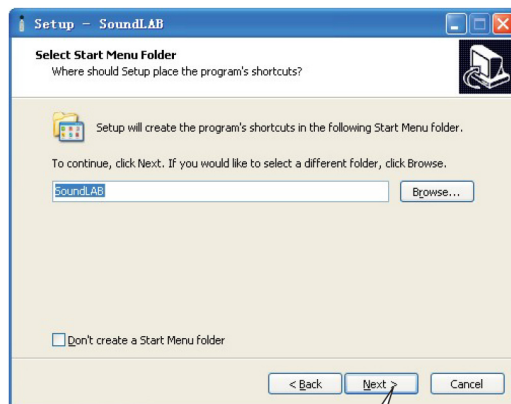 Setup - SoundLAB
Select Start Menu Folder
Where should Setup place the program's shortcuts?
Setup will create the program's shortcuts in the following Start Menu folder.
To continue, click Next. If you would like to select a different folder, click Browse.
SoundLAB
Browse...
Don't create a Start Menu folder
< Back
Next >
Cancel